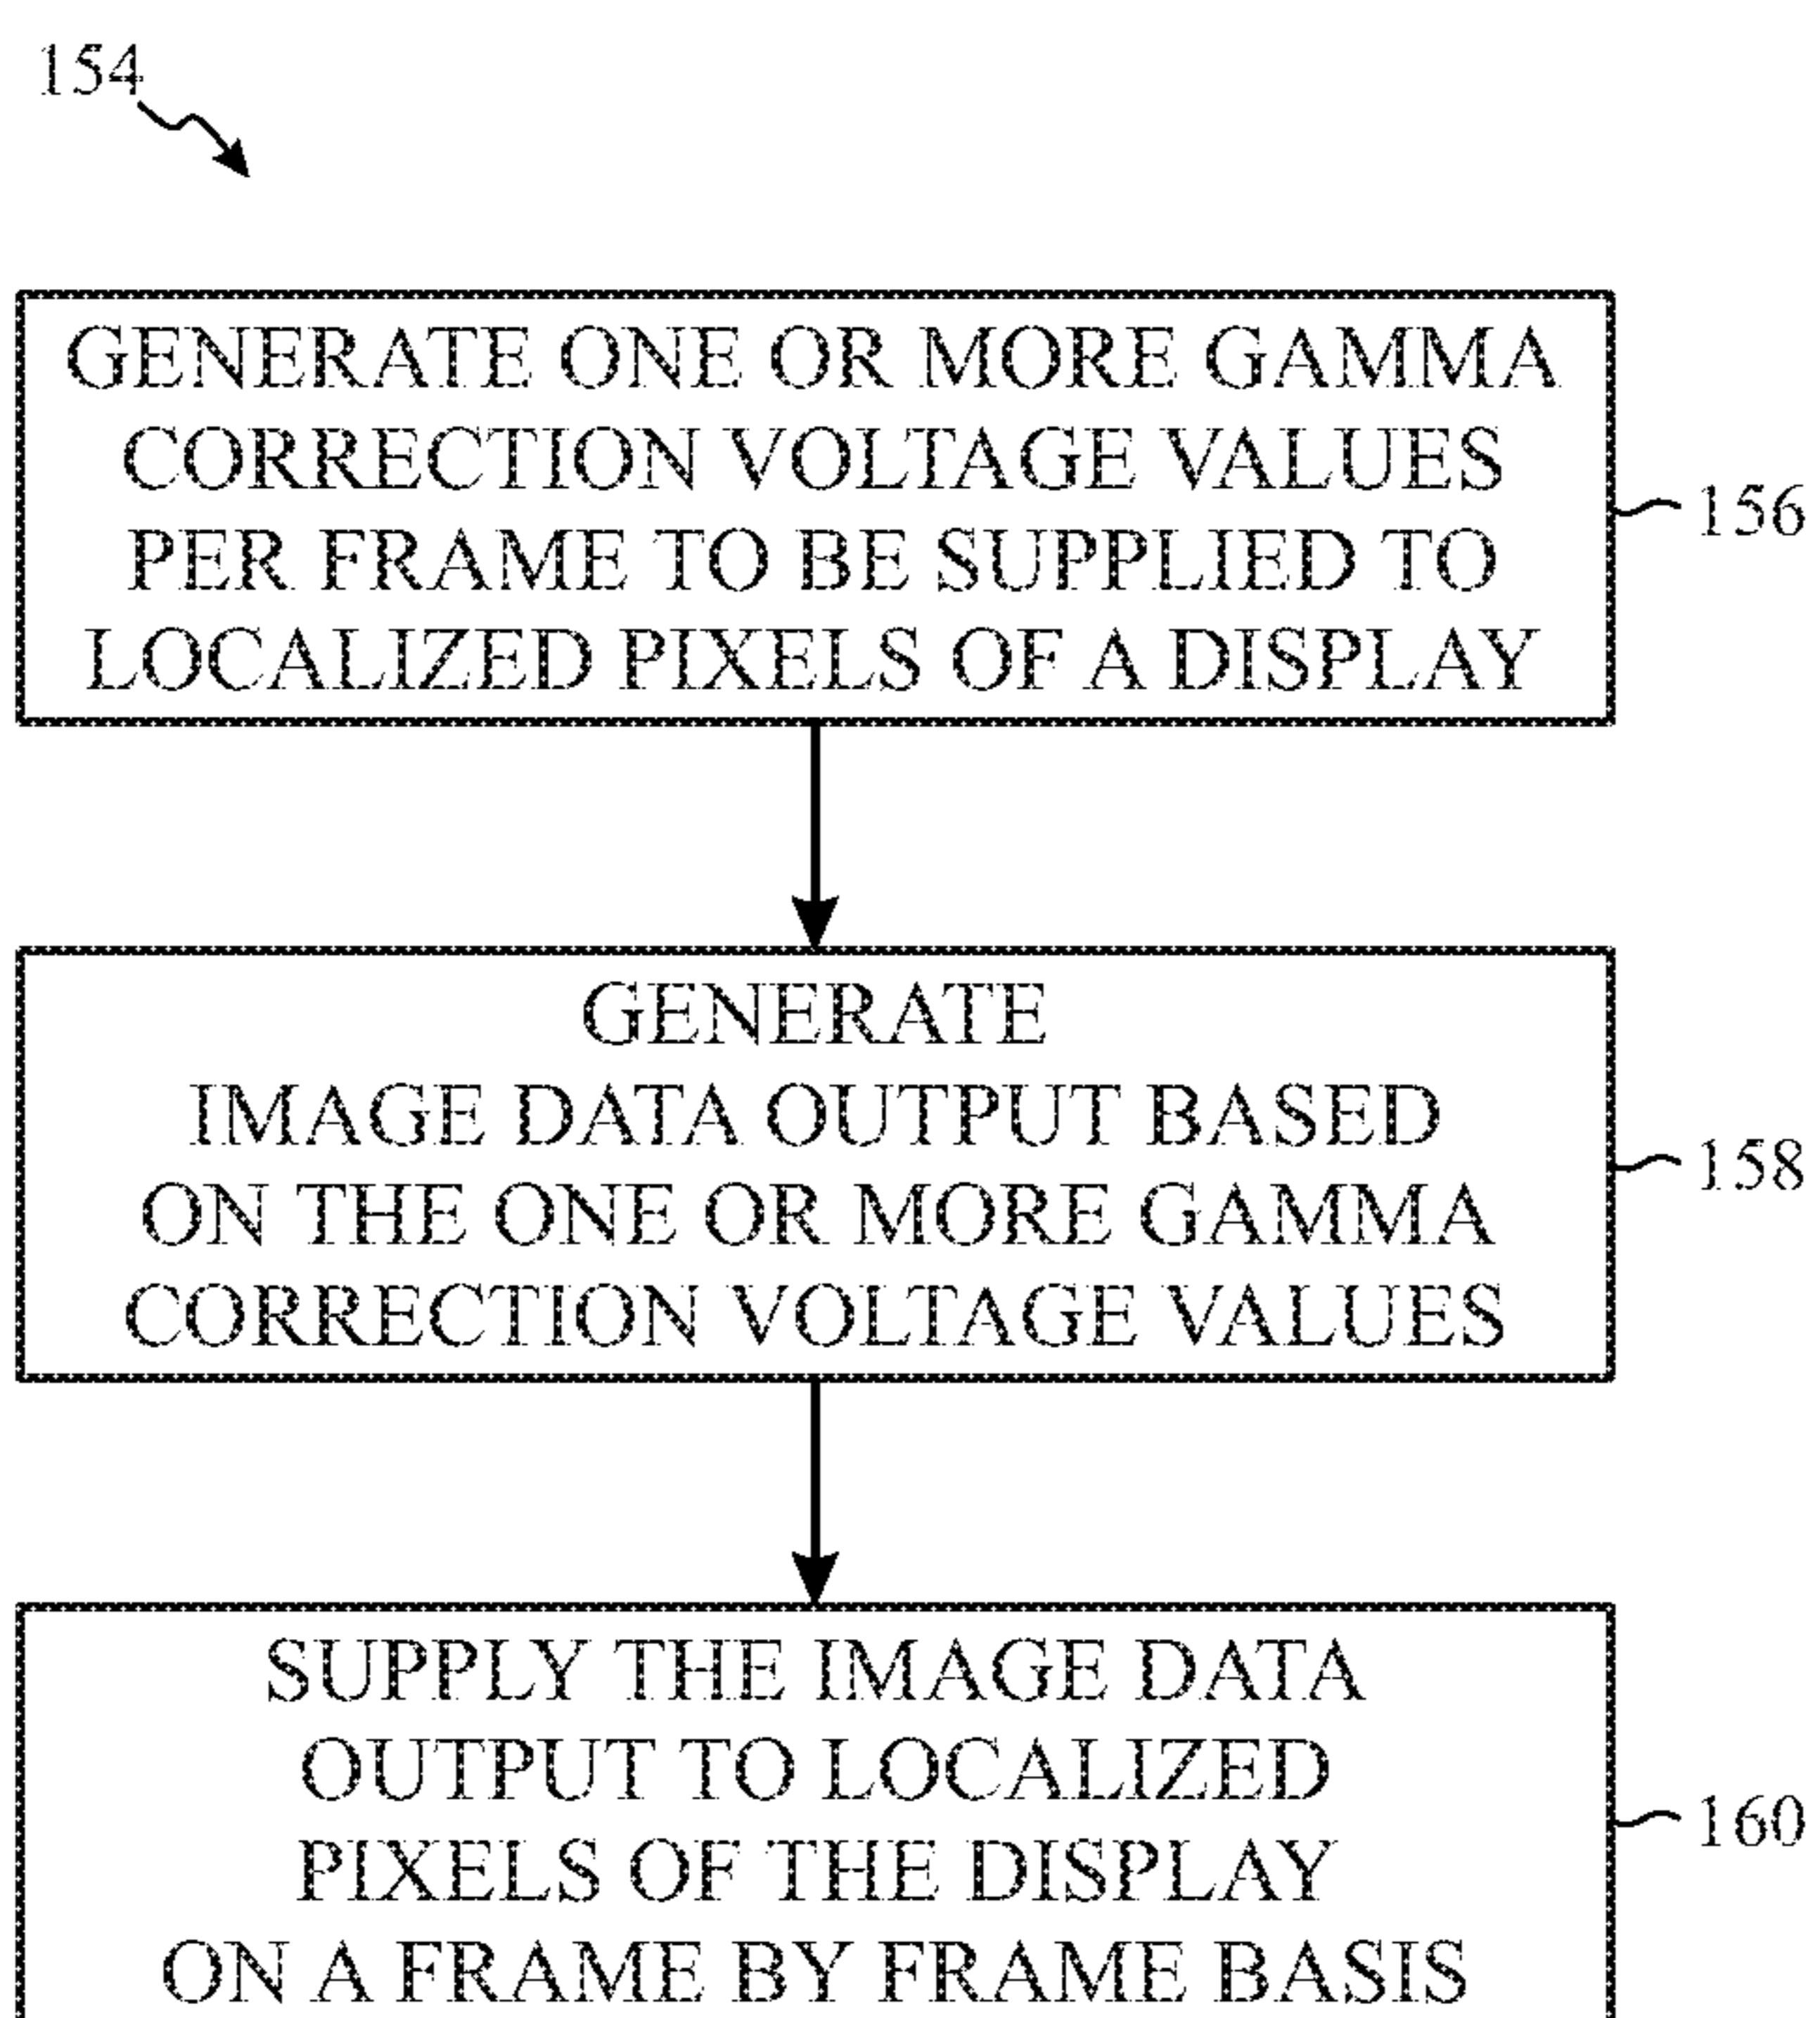 154
GENERATE ONE OR MORE GAMMA
CORRECTION VOLTAGE VALUES
PER FRAME TO BE SUPPLIED TO
LOCALIZED PIXELS OF A DISPLAY
156
GENERATE
IMAGE DATA OUTPUT BASED
ON THE ONE OR MORE GAMMA
CORRECTION VOLTAGE VALUES
158
SUPPLY THE IMAGE DATA
OUTPUT TO LOCALIZED
PIXELS OF THE DISPLAY
ON A FRAME BY FRAME BASIS
160